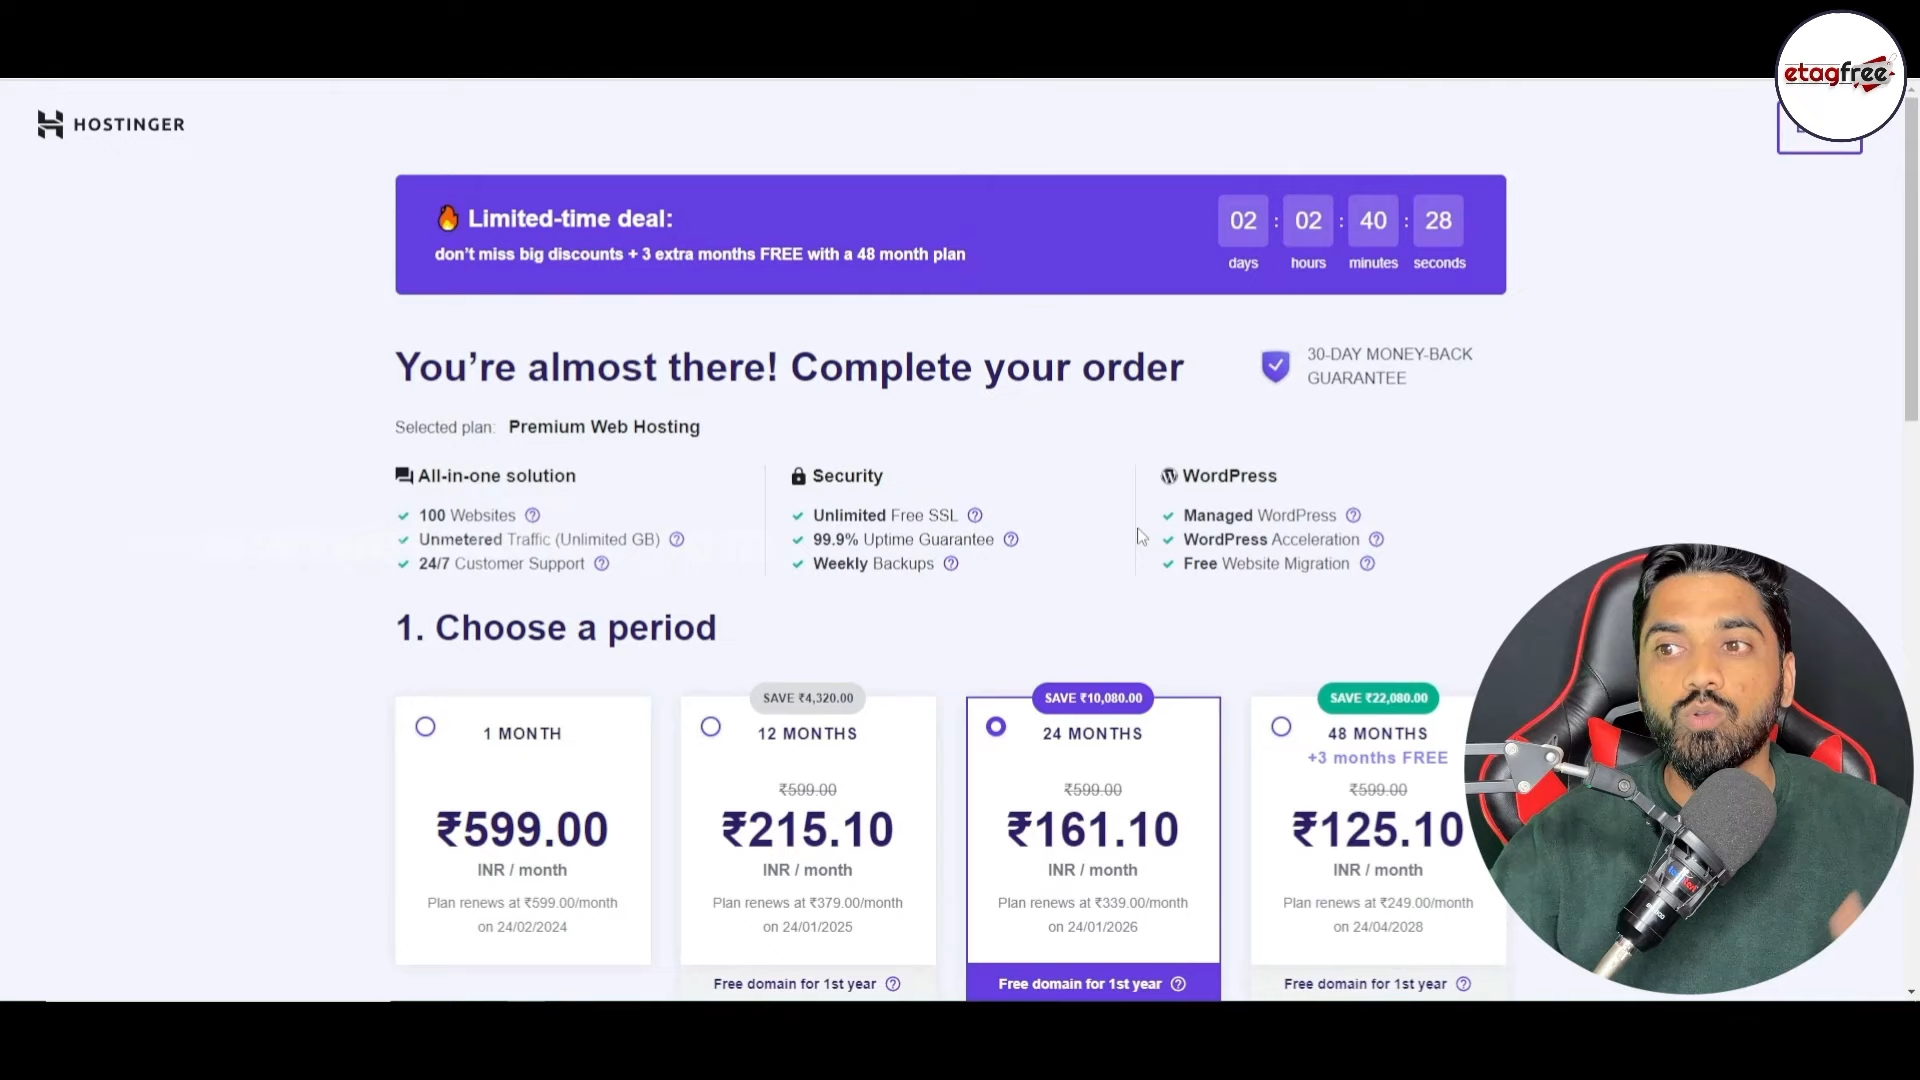 etagfree
HOSTINGER
Limited-time deal:
don't miss big discounts + 3 extra months FREE with a 48 month plan
02 : 02 : 40 : 28
days hours minutes seconds
You're almost there! Complete your order
30-DAY MONEY-BACK
GUARANTEE
Selected plan: Premium Web Hosting
All-in-one solution
100 Websites
Unmetered Traffic (Unlimited GB)
24/7 Customer Support
Security
Unlimited Free SSL
99.9% Uptime Guarantee
Weekly Backups
WordPress
Managed WordPress
WordPress Acceleration
Free Website Migration
1. Choose a period
1 MONTH
₹599.00
INR / month
Plan renews at ₹599.00/month
on 24/02/2024
SAVE ₹4,320.00
12 MONTHS
₹599.00
₹215.10
INR / month
Plan renews at ₹379.00/month
on 24/01/2025
Free domain for 1st year
SAVE ₹10,080.00
24 MONTHS
₹599.00
₹161.10
INR / month
Plan renews at ₹339.00/month
on 24/01/2026
Free domain for 1st year
SAVE ₹22,080.00
48 MONTHS
+3 months FREE
₹599.00
₹125.10
INR / month
Plan renews at ₹249.00/month
on 24/04/2028
Free domain for 1st year